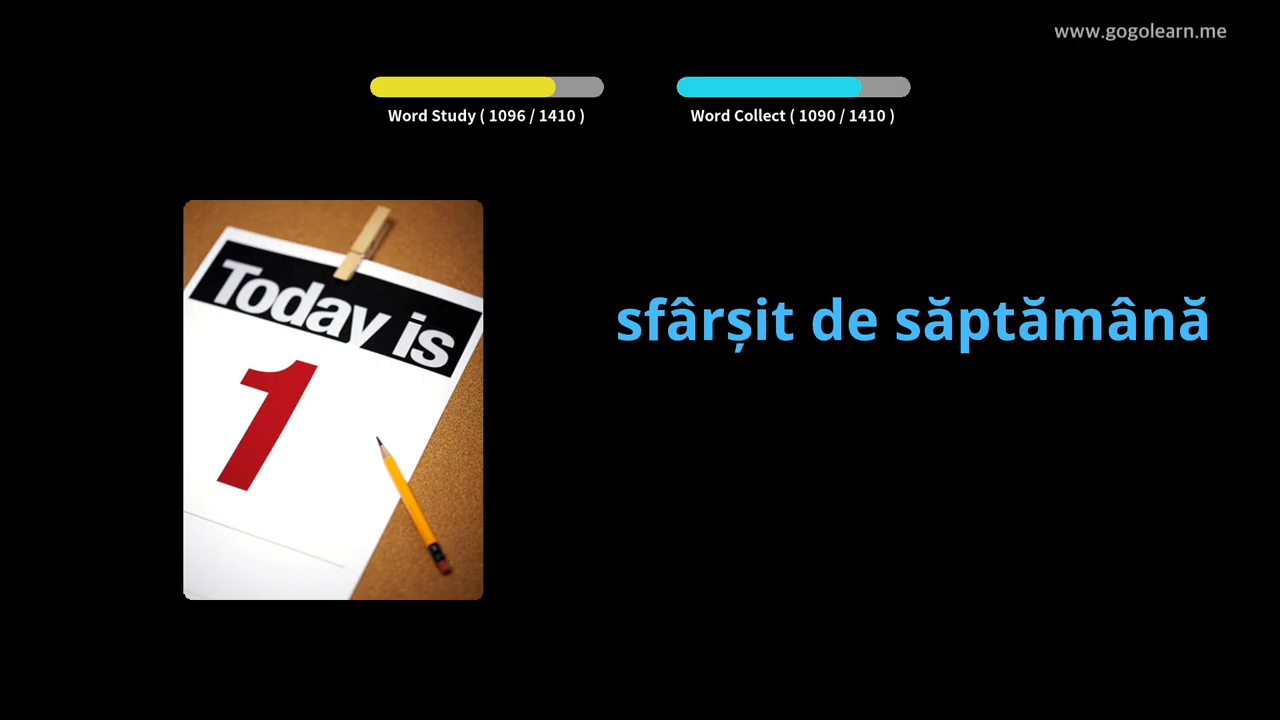 www.gogolearn.me
Word Study ( 1096 / 1410 )
Word Collect ( 1090 / 1410 )
Today is
1
sfârșit de săptămână